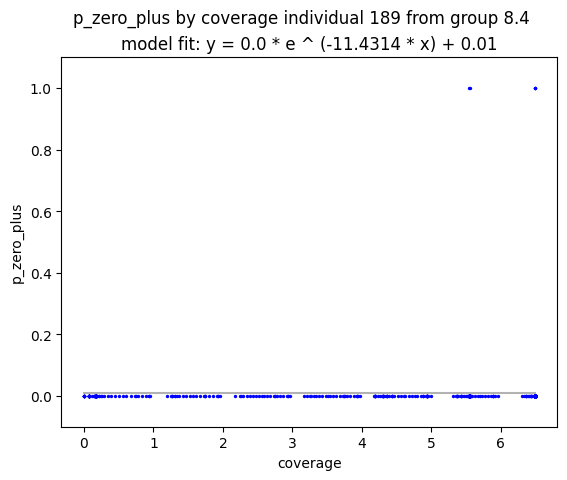 p_zero_plus by coverage individual 189 from group 8.4
model fit: y = 0.0 * e ^ (-11.4314 * x) + 0.01
1.0
0.8
0.6
0.4
0.2
0.0
p_zero_plus
0 1 2 3 4 5 6
coverage